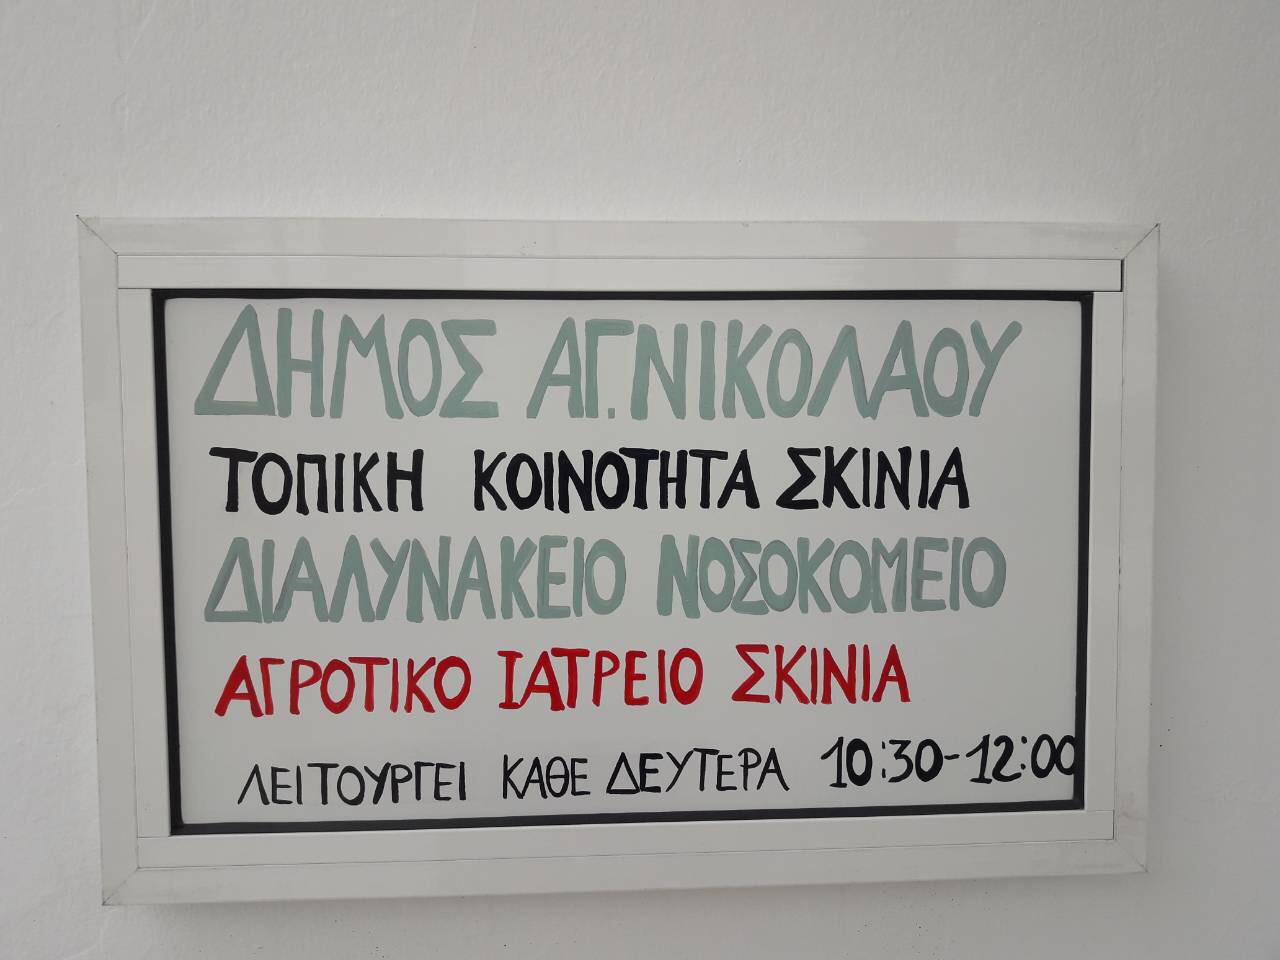 ΔΗΜΟΣ ΑΓ.ΝΙΚΟΛΑΟΥ
ΤΟΠΙΚΗ ΚΟΙΝΟΤΗΤΑ ΣΚΙΝΙΑ
ΔΙΑΛΥΝΑΚΕΙΟ ΝΟΣΟΚΟΜΕΙΟ
ΑΓΡΟΤΙΚΟ ΙΑΤΡΕΙΟ ΣΚΙΝΙΑ
ΛΕΙΤΟΥΡΓΕΙ ΚΑΘΕ ΔΕΥΤΕΡΑ 10:30-12:00